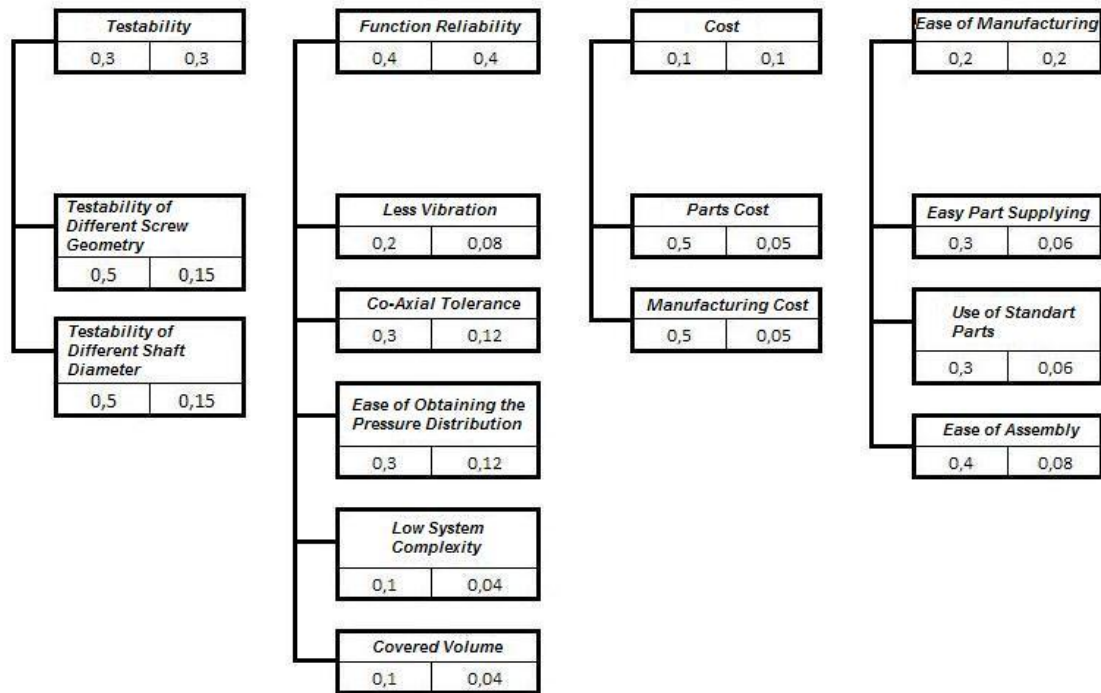 Testability
0,3 0,3
Testability of
Different Screw
Geometry
0,5 0,15
Testability of
Different Shaft
Diameter
0,5 0,15
Function Reliability
0,4 0,4
Less Vibration
0,2 0,08
Co-Axial Tolerance
0,3 0,12
Ease of Obtaining the
Pressure Distribution
0,3 0,12
Low System
Complexity
0,1 0,04
Covered Volume
0,1 0,04
Cost
0,1 0,1
Parts Cost
0,5 0,05
Manufacturing Cost
0,5 0,05
Ease of Manufacturing
0,2 0,2
Easy Part Supplying
0,3 0,06
Use of Standart
Parts
0,3 0,06
Ease of Assembly
0,4 0,08